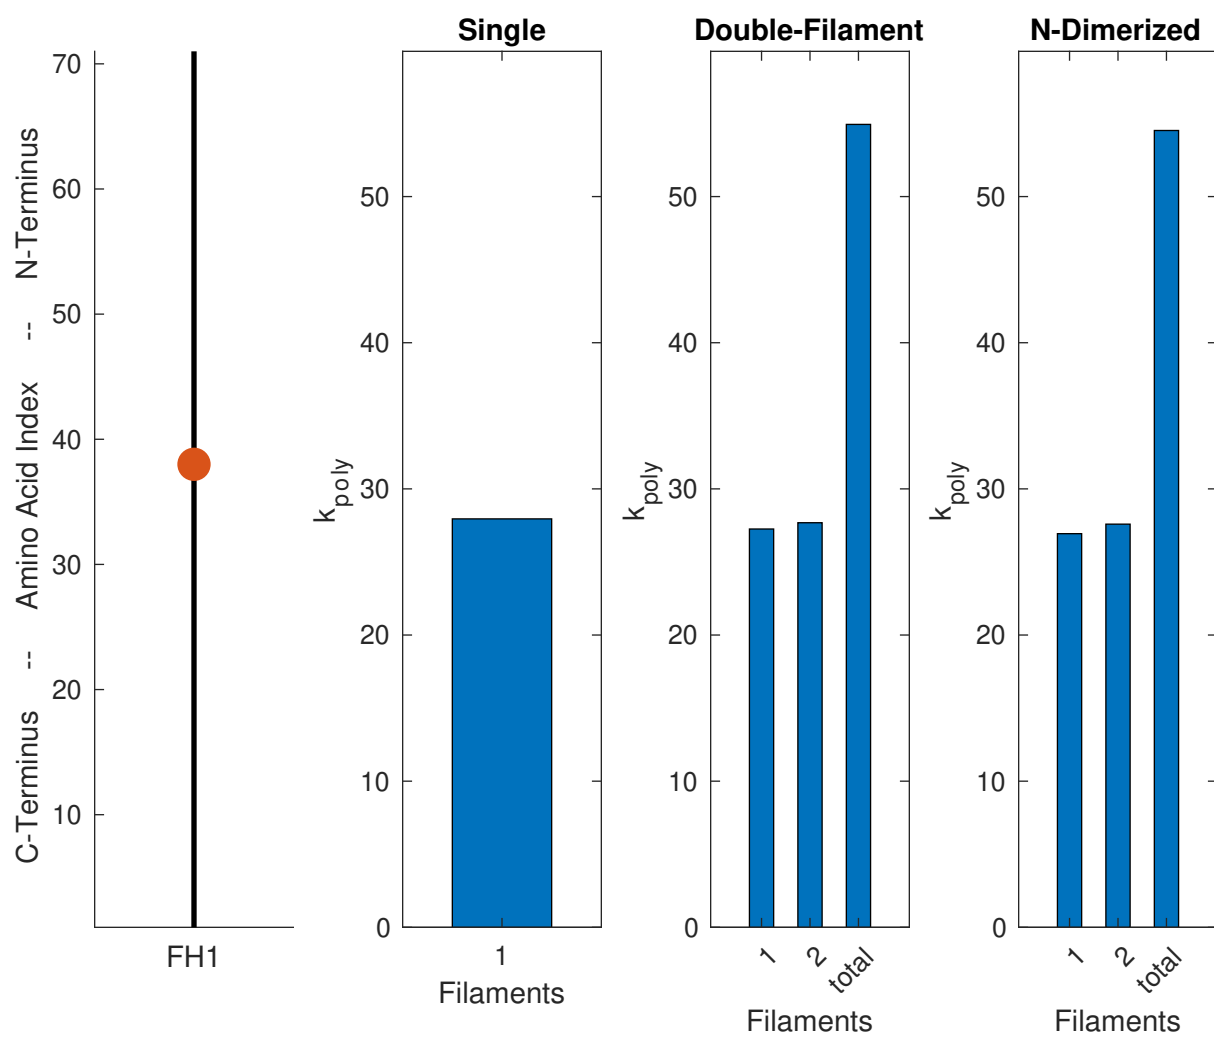 Single
Double-Filament
N-Dimerized
C-Terminus -- Amino Acid Index -- N-Terminus
70
60
50
40
30
20
10
FH1
k_poly
50
40
30
20
10
0
1
Filaments
k_poly
50
40
30
20
10
0
1
2
total
Filaments
k_poly
50
40
30
20
10
0
1
2
total
Filaments